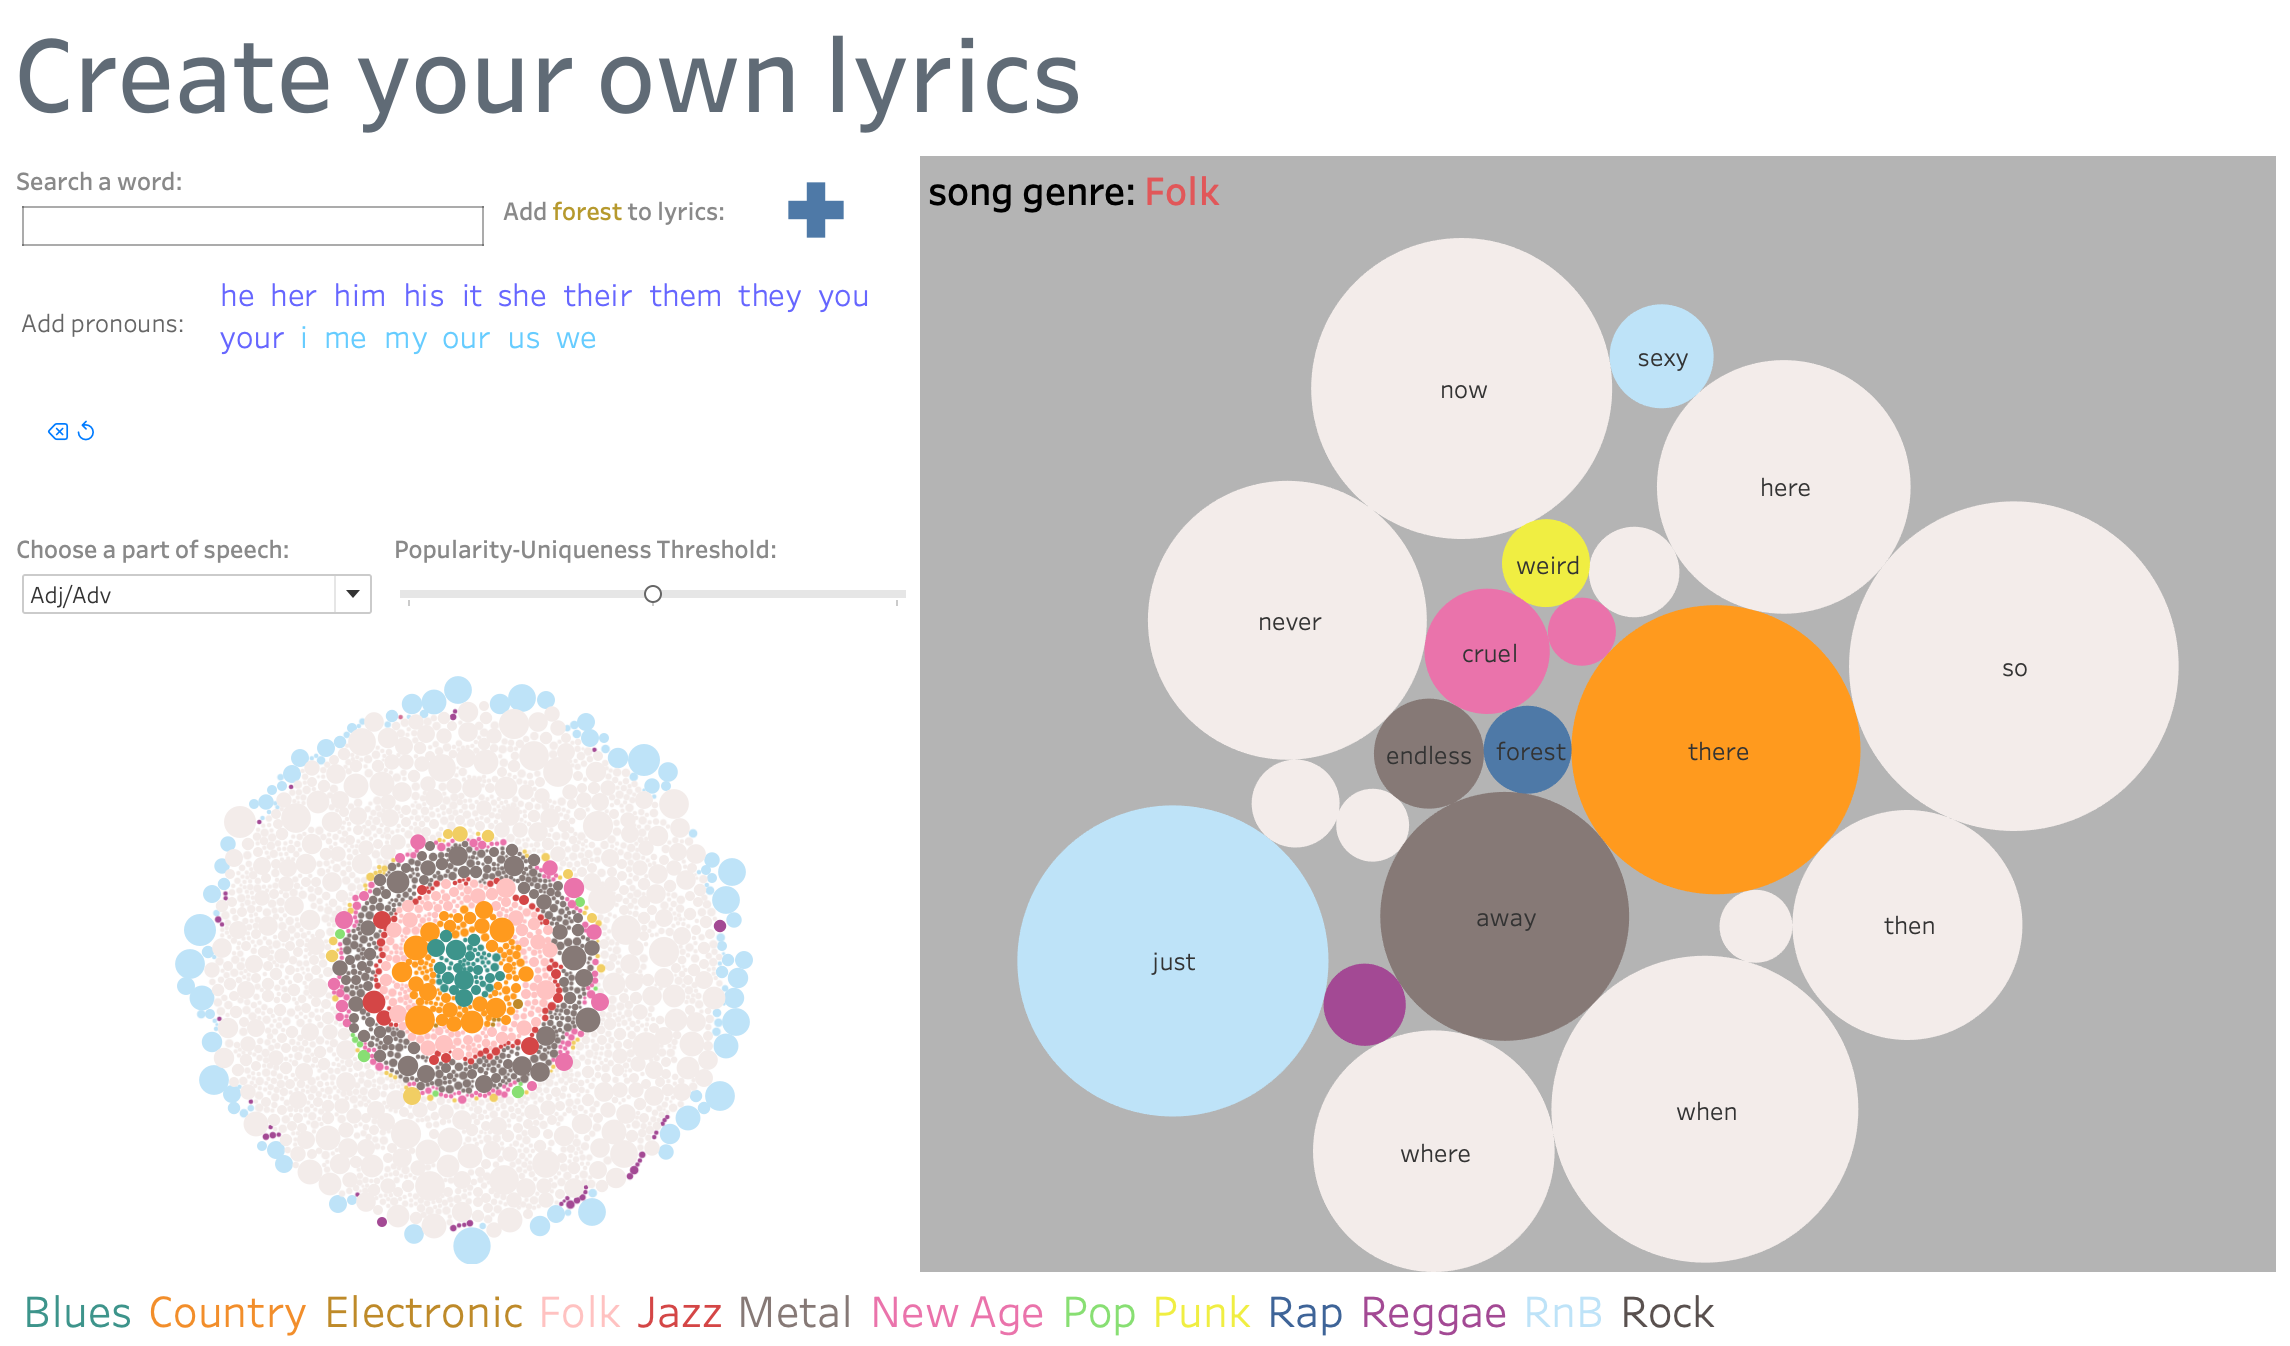 Create your own lyrics
Search a word:
Add forest to lyrics:
Add pronouns:
he her him his it she their them they you
your i me my our us we
Choose a part of speech:
Adj/Adv
Popularity-Uniqueness Threshold:
song genre: Folk
now
sexy
here
weird
never
cruel
so
endless
forest
there
away
then
just
when
where
Blues Country Electronic Folk Jazz Metal New Age Pop Punk Rap Reggae RnB Rock